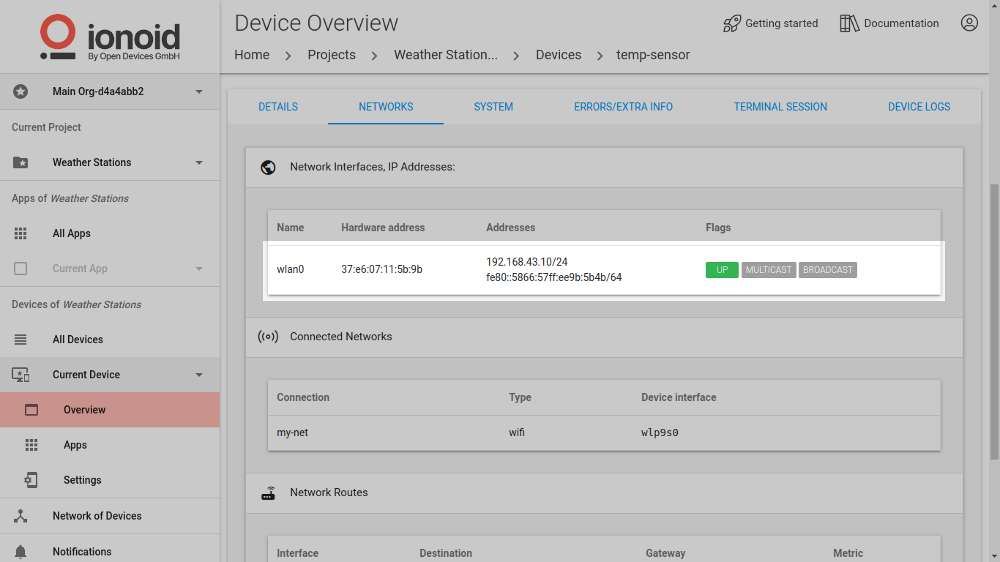 ionoid
By Open Devices GmbH
Main Org-d4a4abb2
Current Project
Weather Stations
Apps of Weather Stations
All Apps
Current App
Devices of Weather Stations
All Devices
Current Device
Overview
Apps
Settings
Network of Devices
Notifications
Device Overview
Getting started
Documentation
Home > Projects > Weather Station... > Devices > temp-sensor
DETAILS NETWORKS SYSTEM ERRORS/EXTRA INFO TERMINAL SESSION DEVICE LOGS
Network Interfaces, IP Addresses:
Name Hardware address Addresses Flags
wlan0 37:e6:07:11:5b:9b 192.168.43.10/24 UP MULTICAST BROADCAST
fe80::5866:57ff:ee9b:5b4b/64
Connected Networks
Connection Type Device interface
my-net wifi wlp9s0
Network Routes
Interface Destination Gateway Metric